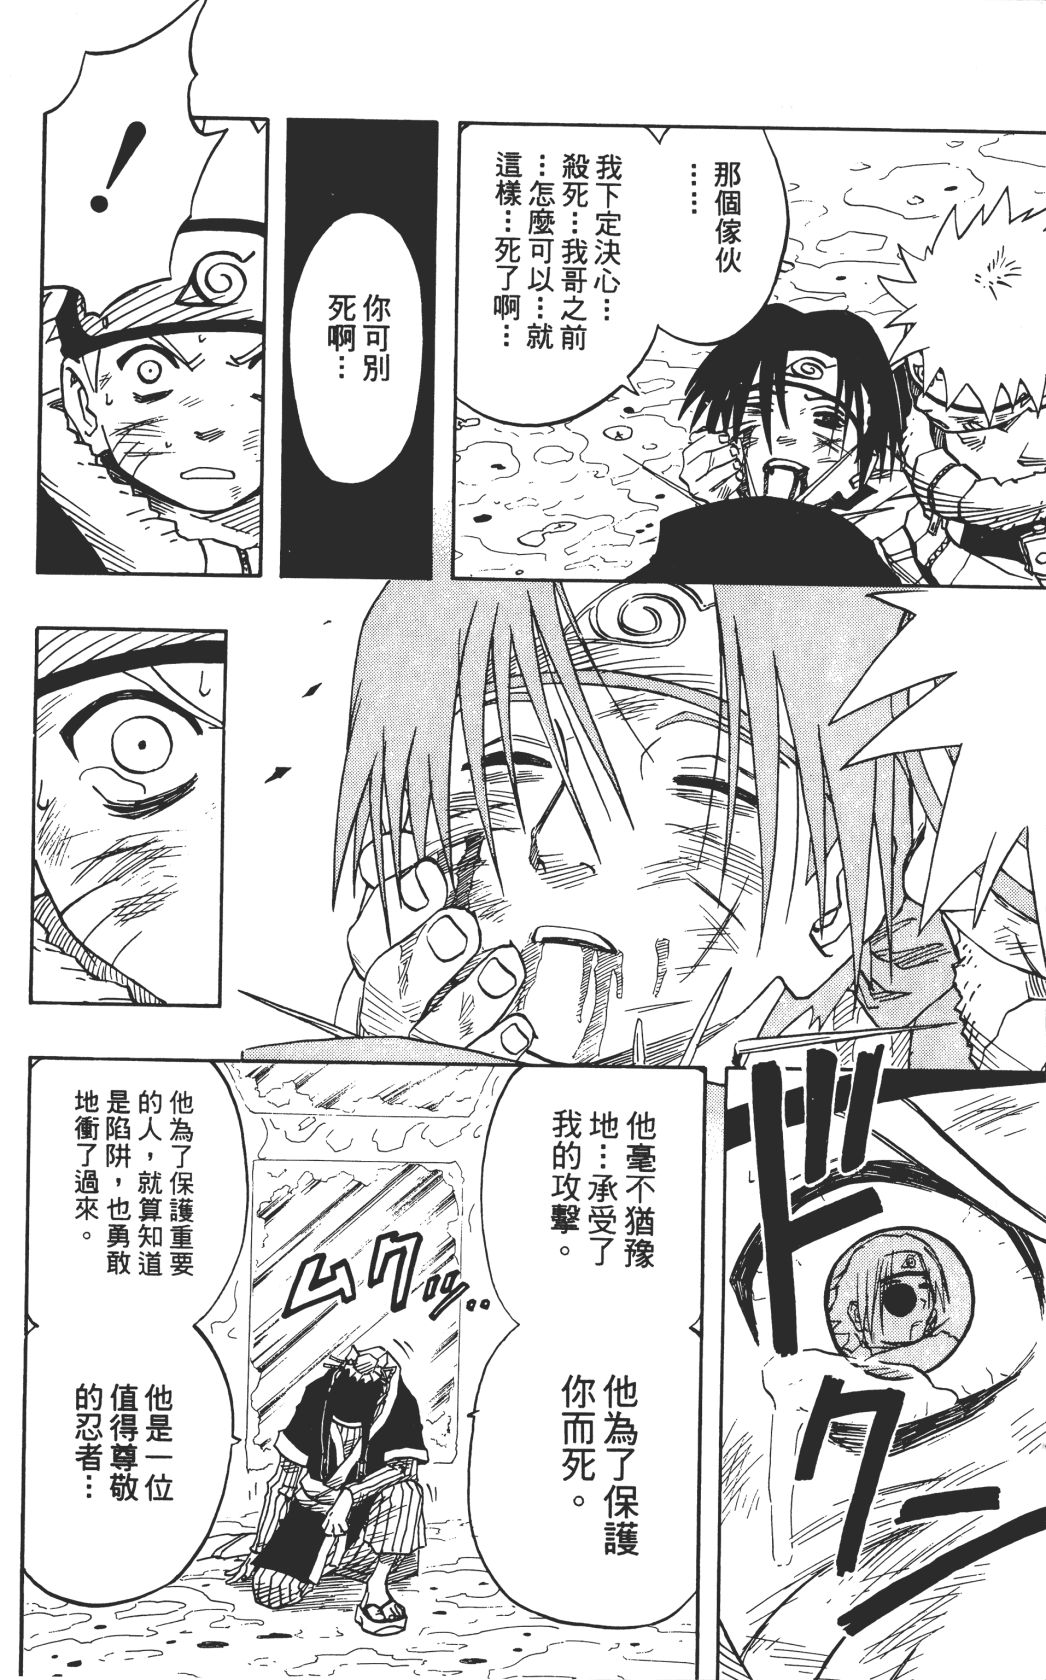 那個傢伙
⋯⋯
我下定決心⋯
殺死⋯我哥之前
⋯怎麼可以⋯就
這樣⋯死了啊⋯
你可別
死啊⋯
！
ドクン
他毫不猶豫
地⋯承受了
我的攻擊。
他為了保護
你而死。
ムクッ..
他為了保護重要
的人，就算知道
是陷阱，也勇敢
地衝了過來。
他是一位
值得尊敬
的忍者⋯